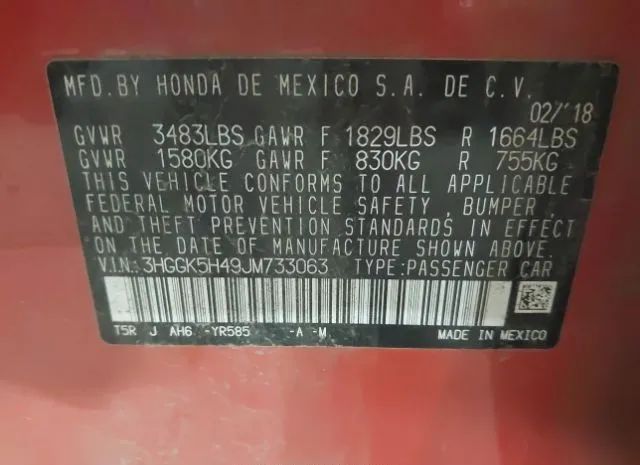 MFD. BY HONDA DE MEXICO S.A. DE C.V.
02/'18
GVWR 3483LBS GAWR F 1829LBS R 1664LBS
GVWR 1580KG GAWR F 830KG R 755KG
THIS VEHICLE CONFORMS TO ALL APPLICABLE
FEDERAL MOTOR VEHICLE SAFETY, BUMPER,
AND THEFT PREVENTION STANDARDS IN EFFECT
ON THE DATE OF MANUFACTURE SHOWN ABOVE.
V.I.N.: 3HGGK5H49JM733063 TYPE:PASSENGER CAR
T5R J AH6 -YR585 -A -M MADE IN MEXICO